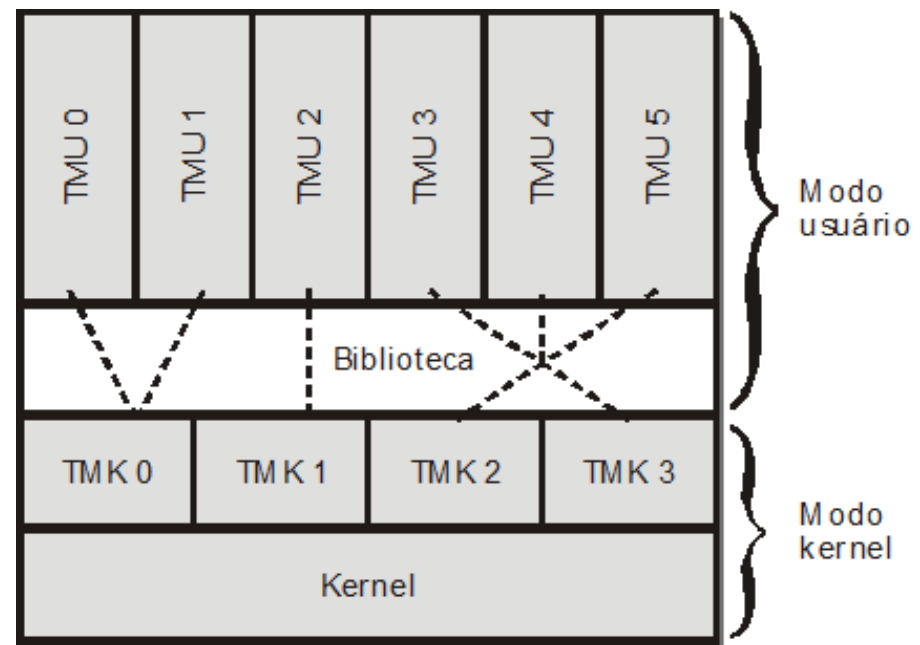 TMU 0
TMU 1
TMU 2
TMU 3
TMU 4
TMU 5
Modo
usuário
Biblioteca
TMK 0
TMK 1
TMK 2
TMK 3
Modo
kernel
Kernel